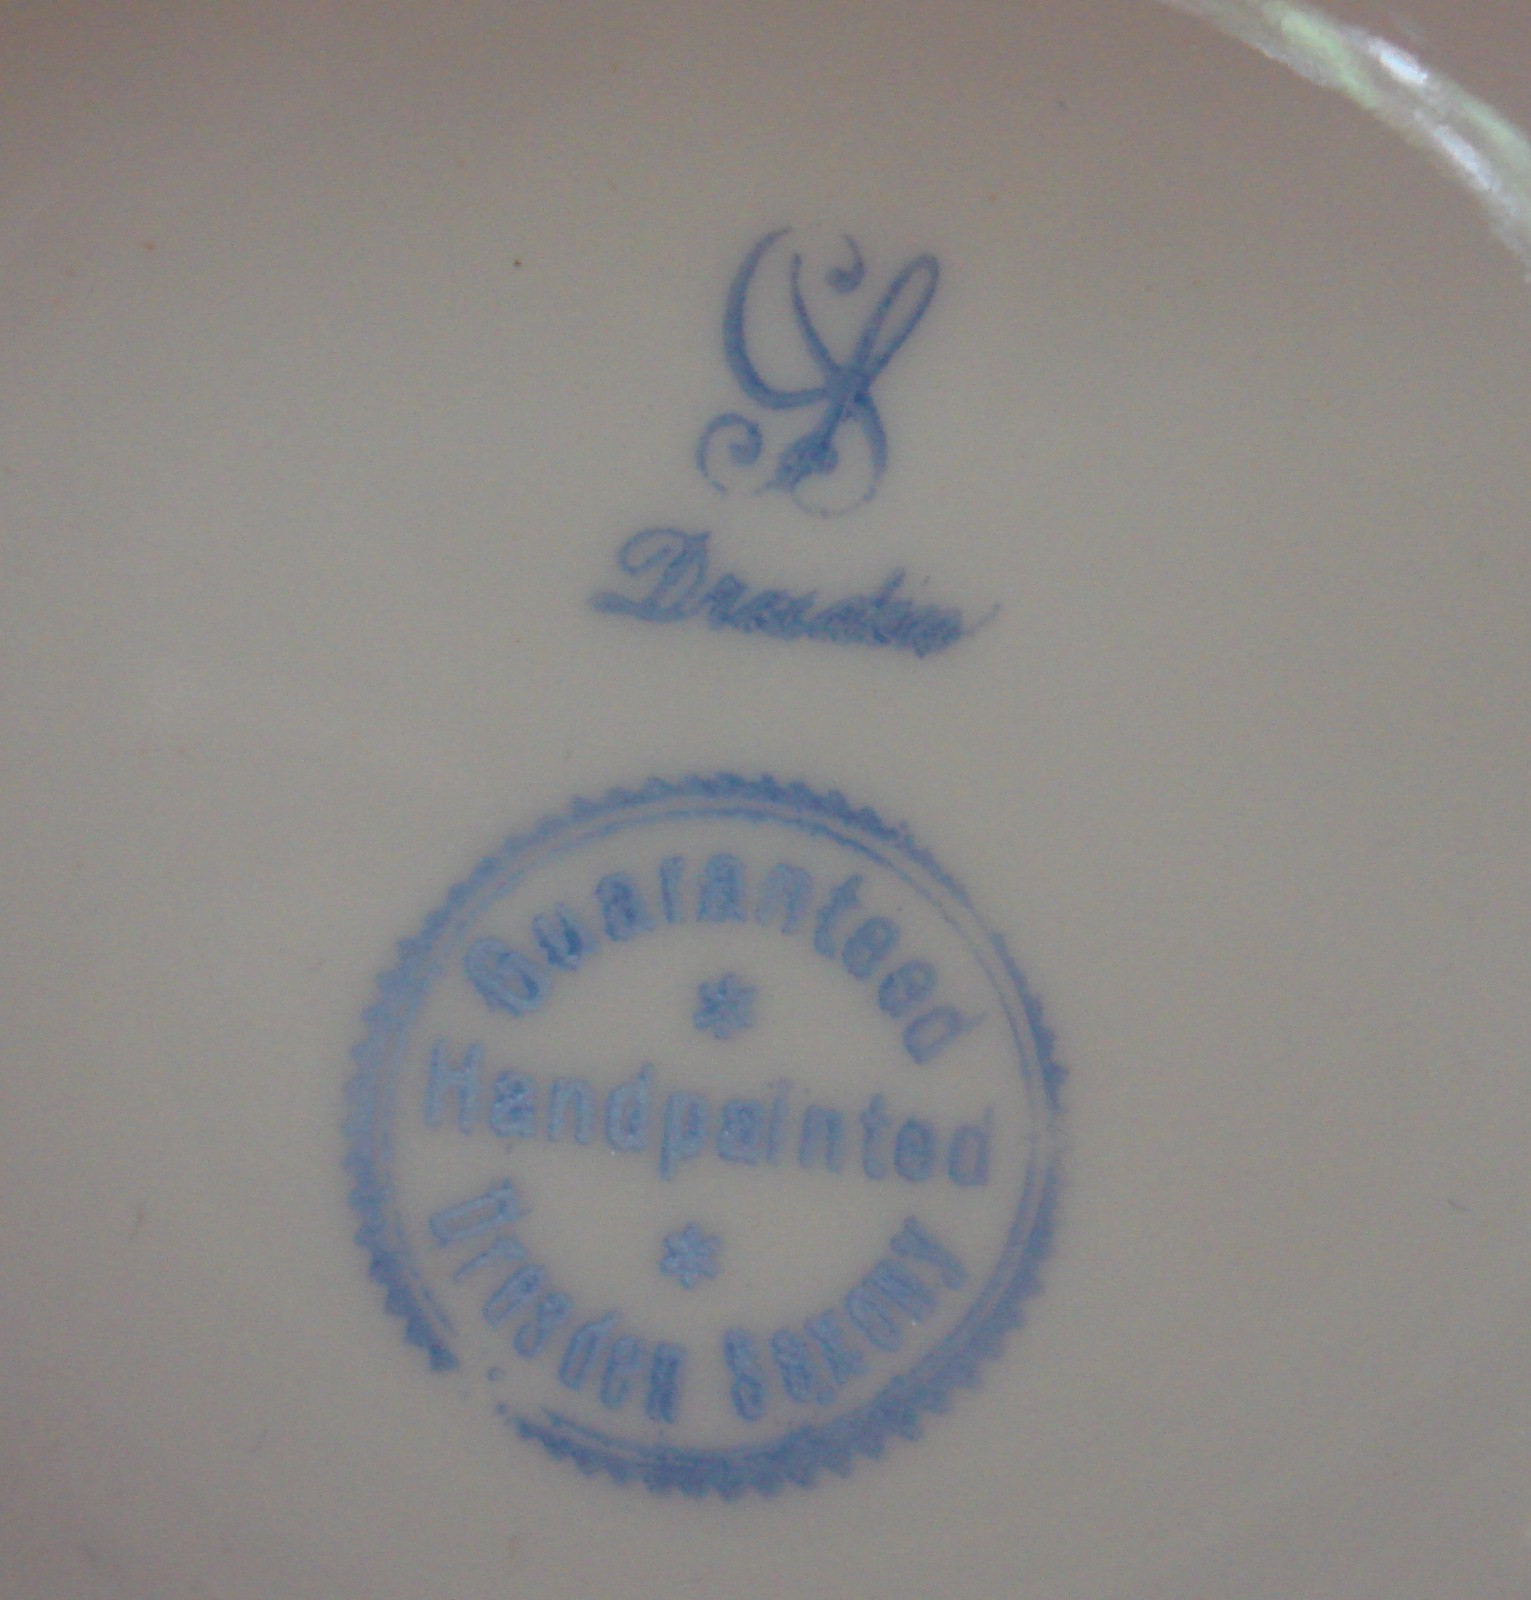 Dresden
Guaranteed
Handpainted
Dresden Saxony